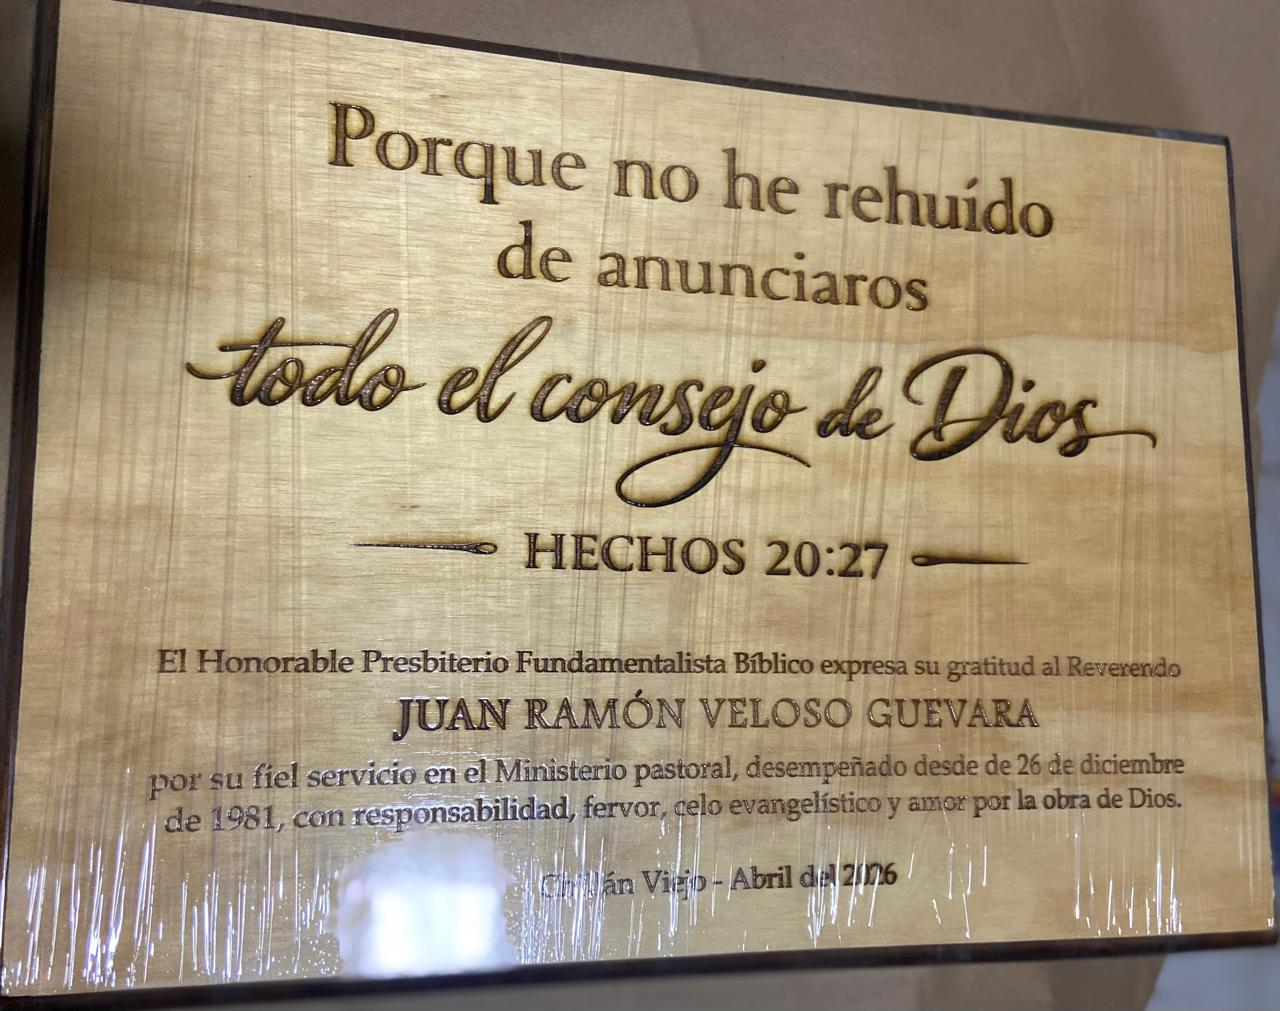 Porque no he rehuído
de anunciaros
todo el consejo de Dios
HECHOS 20:27
El Honorable Presbiterio Fundamentalista Bíblico expresa su gratitud al Reverendo
JUAN RAMÓN VELOSO GUEVARA
por su fiel servicio en el Ministerio pastoral, desempeñado desde de 26 de diciembre
de 1981, con responsabilidad, fervor, celo evangelístico y amor por la obra de Dios.
Chillán Viejo - Abril del 2026